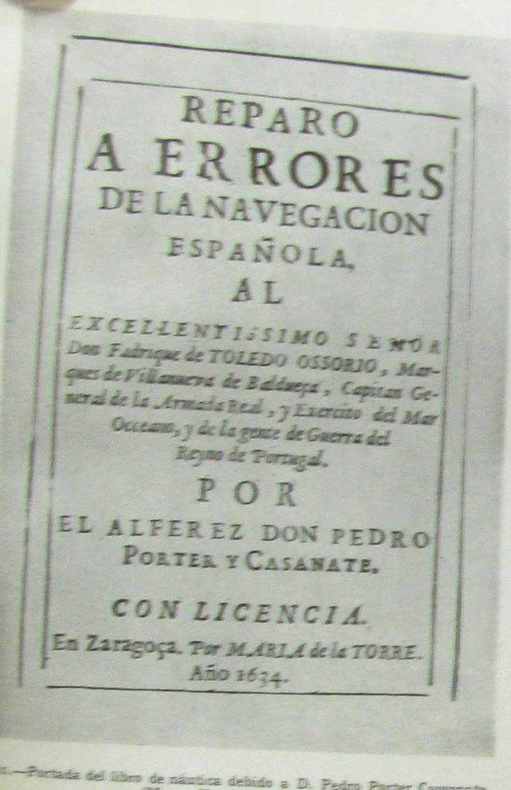 REPARO
A ERRORES
DE LA NAVEGACION
ESPAÑOLA,
AL
EXCELLENTISSIMO SEÑOR
Don Fadrique de TOLEDO OSSORIO, Mar-
ques de Villanueva de Baldueza, Capitan Ge-
neral de la Armada Real, y Exercito del Mar
Occeano, y de la gente de Guerra del
Reyno de Portugal.
POR
EL ALFEREZ DON PEDRO
PORTER Y CASANATE.
CON LICENCIA.
En Zaragoça. Por MARIA de la TORRE.
Año 1634.
Portada del libro de náutica debido a D. Pedro Porter